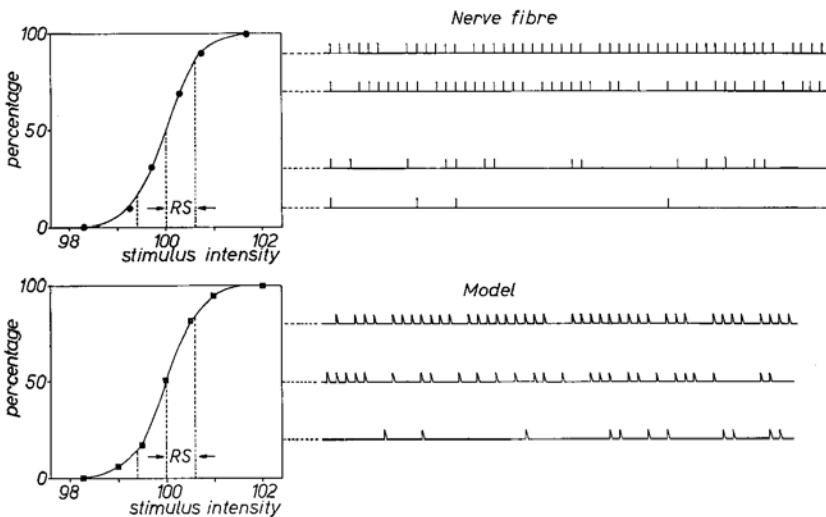 Nerve fibre
100
50
0
percentage
RS
98
100
102
stimulus intensity
Model
100
50
0
percentage
RS
98
100
102
stimulus intensity